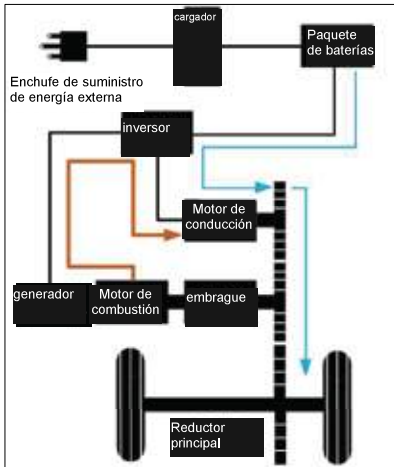 cargador
Paquete
de baterías
Enchufe de suministro
de energía externa
inversor
Motor de
conducción
generador
Motor de
combustión
embrague
Reductor
principal